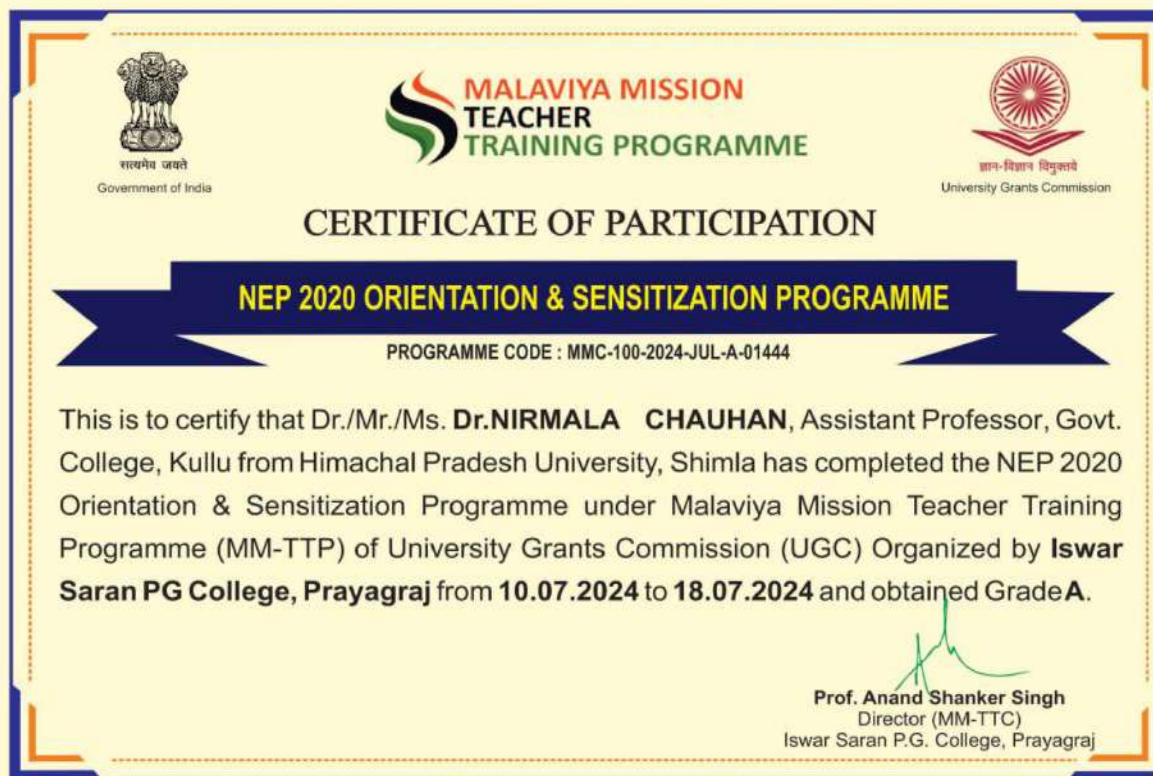 MALAVIYA MISSION
TEACHER
TRAINING PROGRAMME
सत्यमेव जयते
Government of India
ज्ञान-विज्ञान विमुक्तये
University Grants Commission
CERTIFICATE OF PARTICIPATION
NEP 2020 ORIENTATION & SENSITIZATION PROGRAMME
PROGRAMME CODE : MMC-100-2024-JUL-A-01444
This is to certify that Dr./Mr./Ms. Dr.NIRMALA CHAUHAN, Assistant Professor, Govt.
College, Kullu from Himachal Pradesh University, Shimla has completed the NEP 2020
Orientation & Sensitization Programme under Malaviya Mission Teacher Training
Programme (MM-TTP) of University Grants Commission (UGC) Organized by Iswar
Saran PG College, Prayagraj from 10.07.2024 to 18.07.2024 and obtained Grade A.
Prof. Anand Shanker Singh
Director (MM-TTC)
Iswar Saran P.G. College, Prayagraj